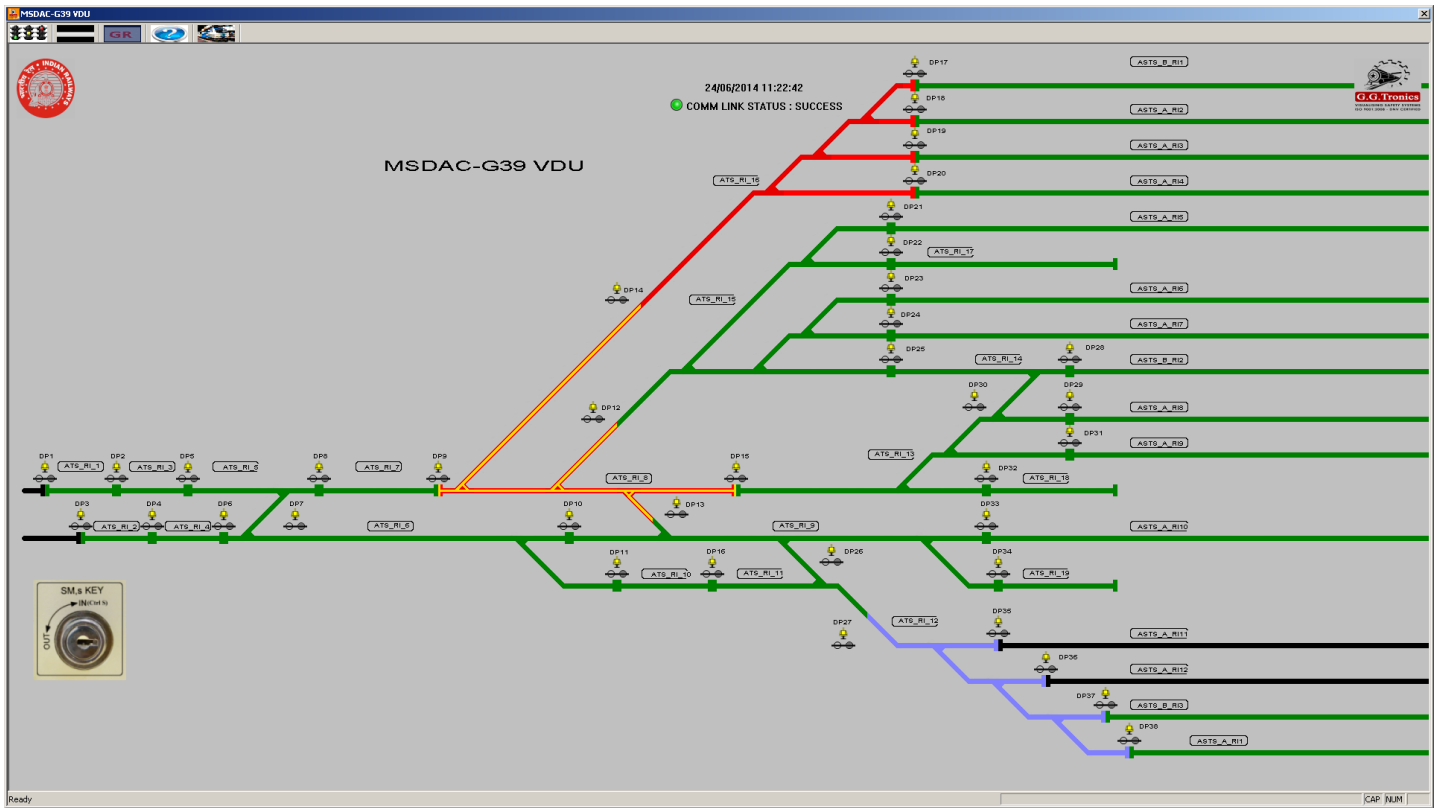 MSDAC-G39 VDU
GR
INDIAN RAILWAYS
24/06/2014 11:22:42
COMM LINK STATUS : SUCCESS
MSDAC-G39 VDU
G.G.Tronics
DP17
ASTS_B_RI1
DP18
ASTS_A_RI2
DP19
ASTS_A_RI3
DP20
ATS_RI_16
ASTS_A_RI4
DP21
ASTS_A_RI5
DP22
ATS_RI_17
DP23
DP14
ATS_RI_15
ASTS_A_RI6
DP24
ASTS_A_RI7
DP25
ATS_RI_14
DP28
ASTS_B_RI2
DP30
DP29
DP12
ASTS_A_RI8
DP31
ASTS_A_RI9
DP1
ATS_RI_1
DP2
ATS_RI_3
DP5
ATS_RI_5
DP8
ATS_RI_7
DP9
ATS_RI_8
DP15
ATS_RI_13
DP32
ATS_RI_18
DP3
ATS_RI_2
DP4
ATS_RI_4
DP6
DP7
ATS_RI_6
DP10
DP13
ATS_RI_9
DP33
ASTS_A_RI10
DP11
ATS_RI_10
DP16
ATS_RI_11
DP26
DP34
ATS_RI_19
SM,s KEY
IN(Ctrl S)
OUT
DP27
ATS_RI_12
DP35
ASTS_A_RI11
DP36
ASTS_A_RI12
DP37
ASTS_B_RI3
DP38
ASTS_A_RI1
Ready
CAP NUM